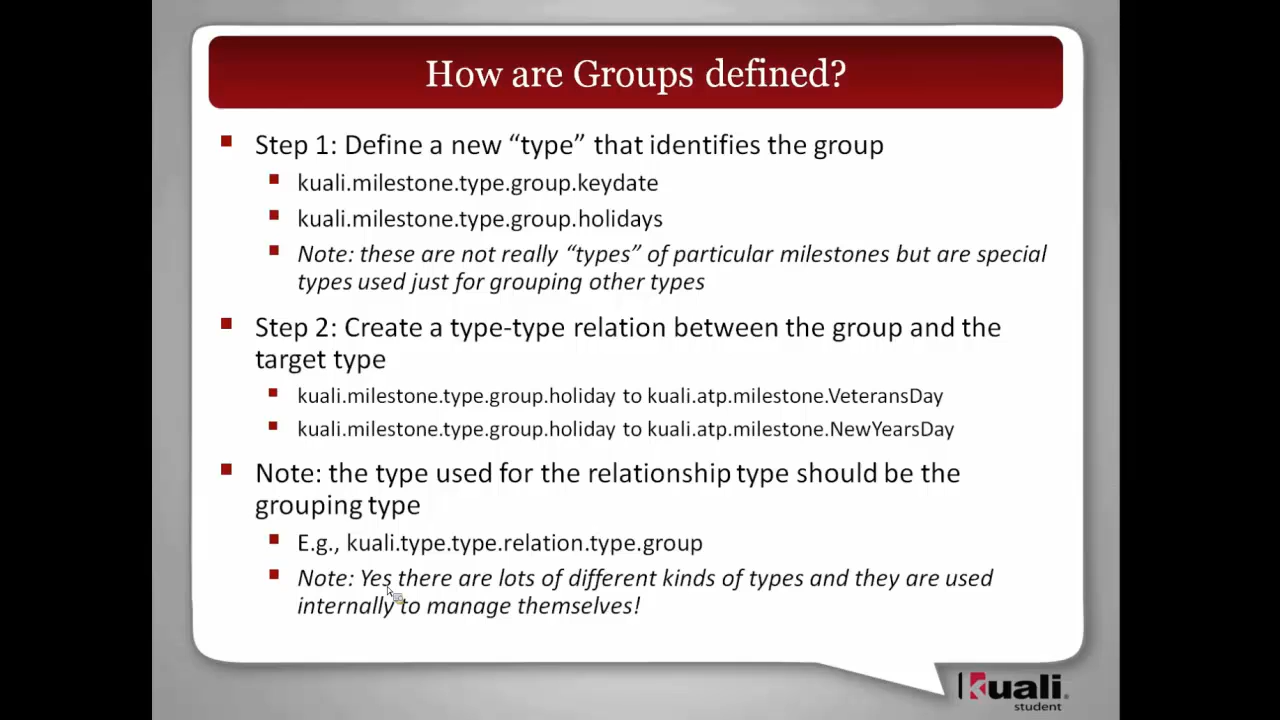 How are Groups defined?
Step 1: Define a new “type” that identifies the group
kuali.milestone.type.group.keydate
kuali.milestone.type.group.holidays
Note: these are not really “types” of particular milestones but are special
types used just for grouping other types
Step 2: Create a type-type relation between the group and the
target type
kuali.milestone.type.group.holiday to kuali.atp.milestone.VeteransDay
kuali.milestone.type.group.holiday to kuali.atp.milestone.NewYearsDay
Note: the type used for the relationship type should be the
grouping type
E.g., kuali.type.type.relation.type.group
Note: Yes there are lots of different kinds of types and they are used
internally to manage themselves!
kuali®
student